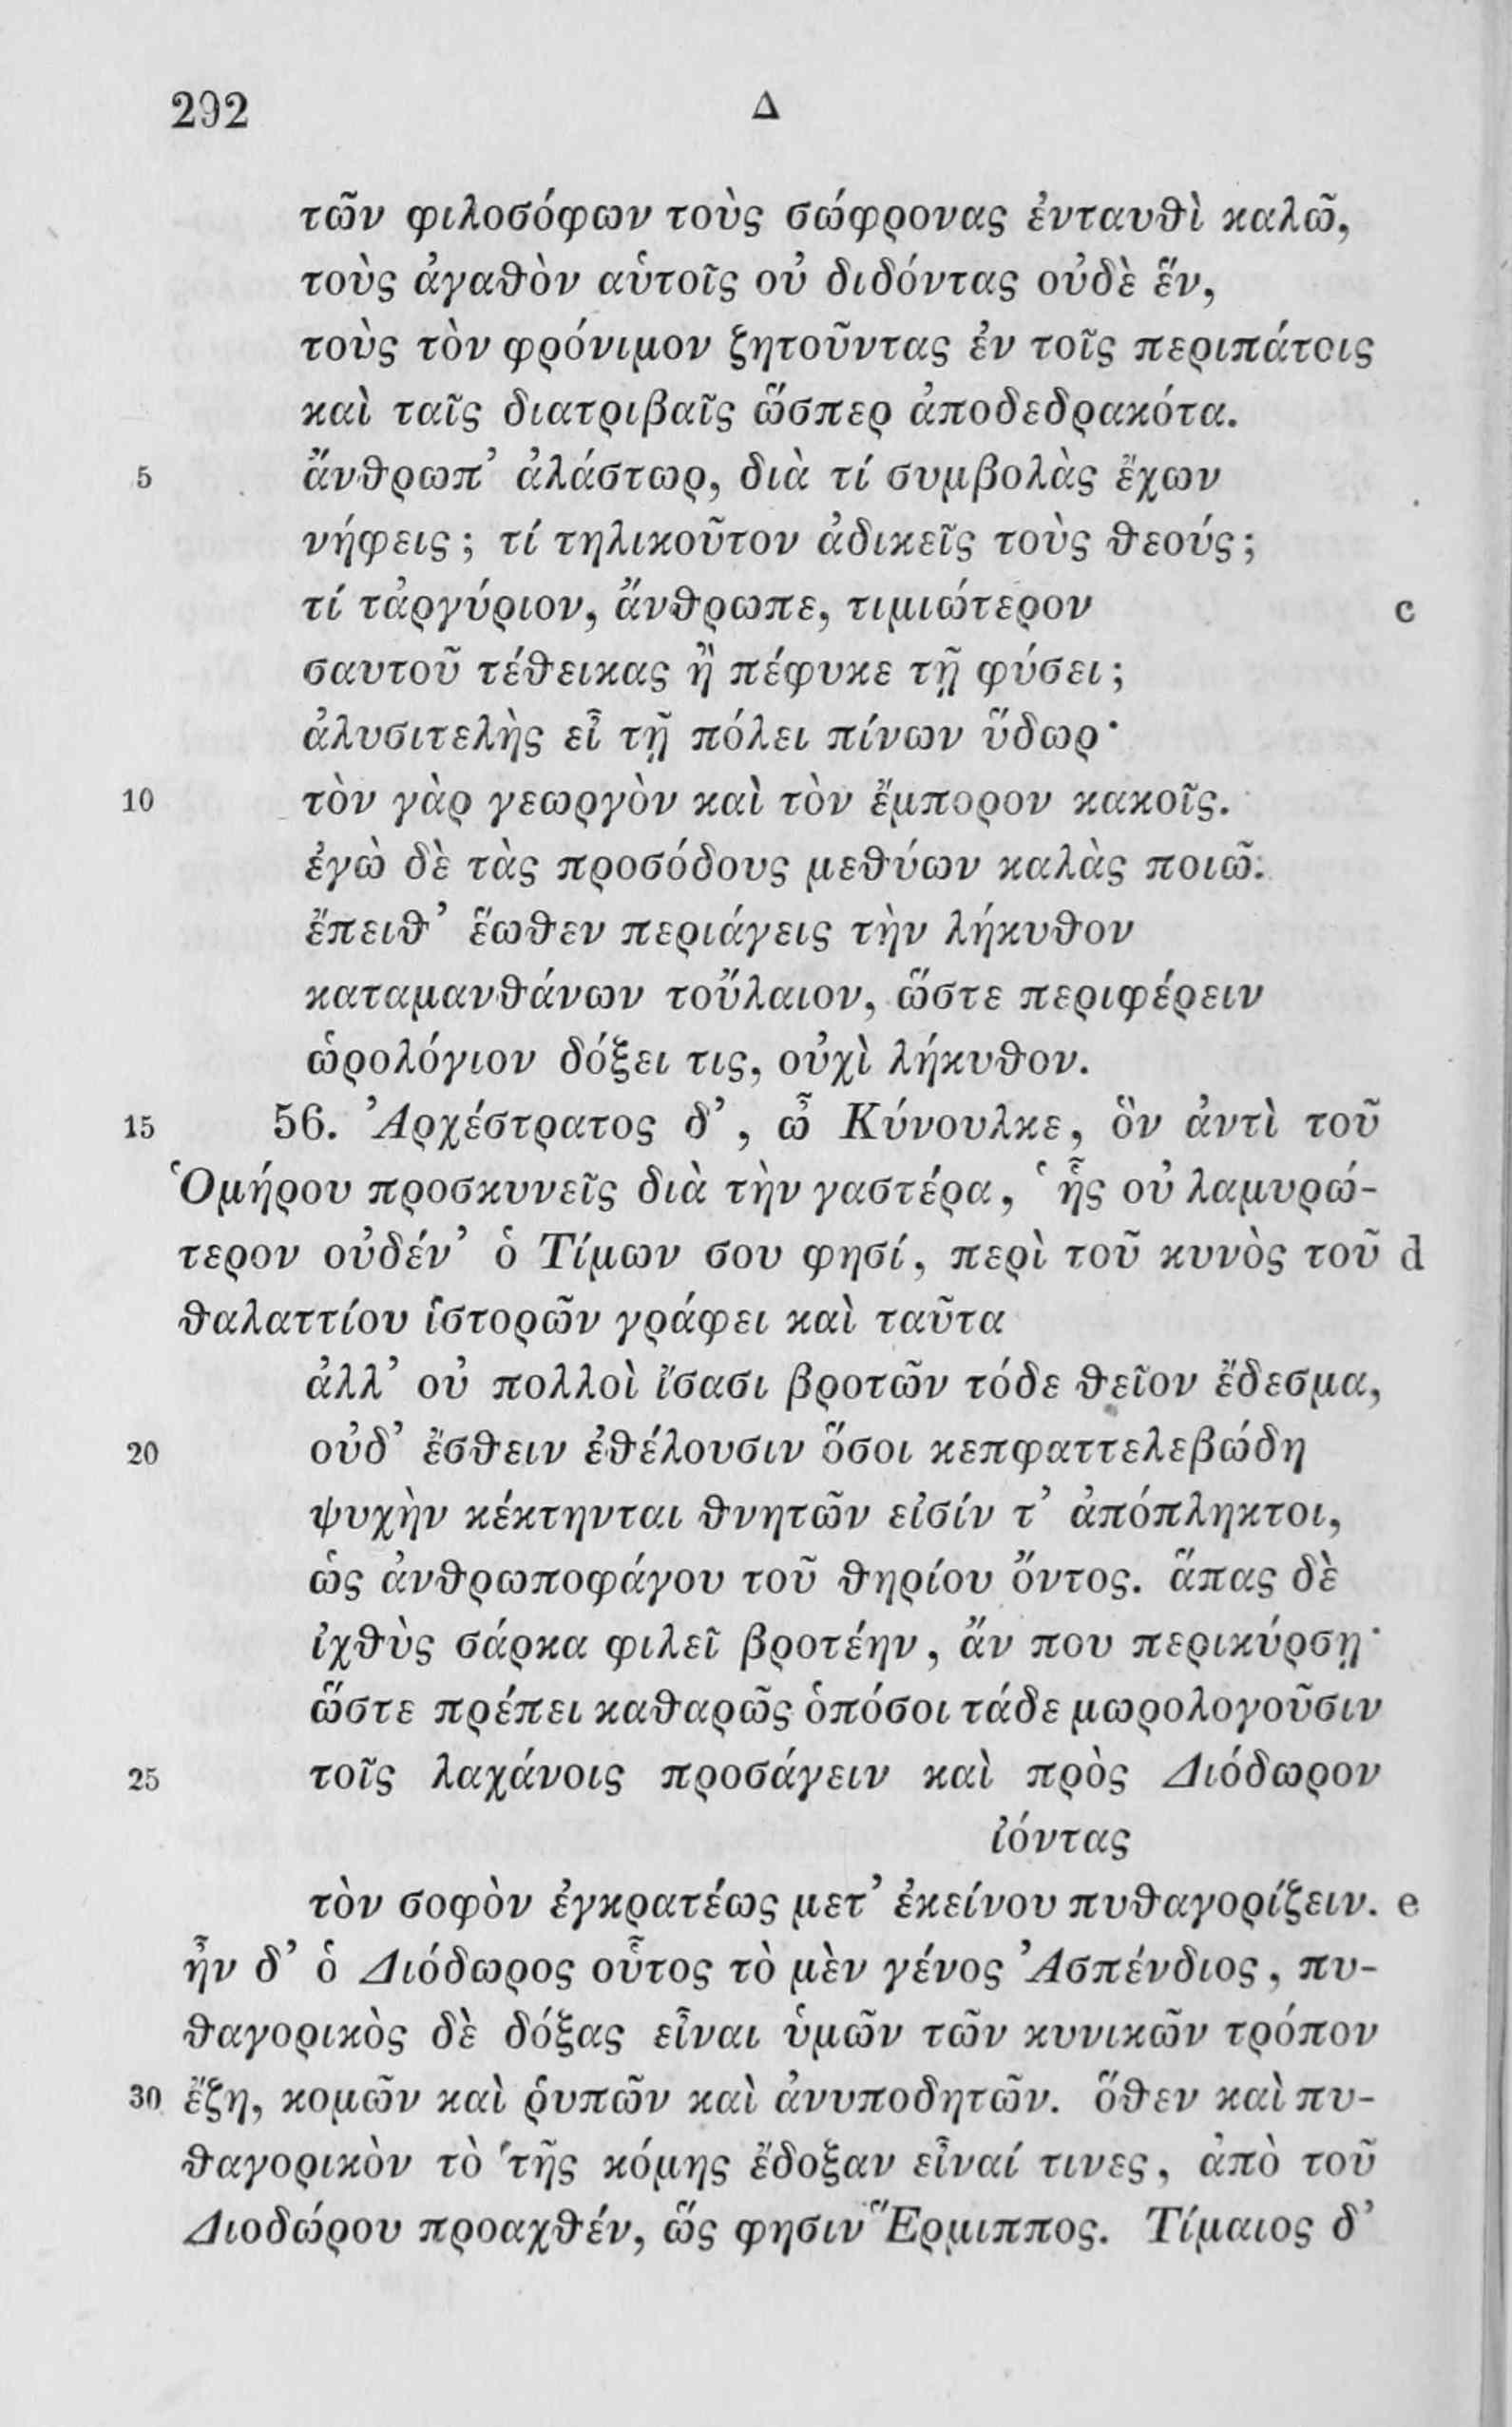 292 Δ
τῶν φιλοσόφων τοὺς σώφρονας ἐνταυθὶ καλῶ,
τοὺς ἀγαθὸν αὑτοῖς οὐ διδόντας οὐδὲ ἕν,
τοὺς τὸν φρόνιμον ζητοῦντας ἐν τοῖς περιπάτοις
καὶ ταῖς διατριβαῖς ὥσπερ ἀποδεδρακότα.
5 ἄνθρωπ’ ἀλάστωρ, διὰ τί συμβολὰς ἔχων
νήφεις; τί τηλικοῦτον ἀδικεῖς τοὺς θεούς;
τί τἀργύριον, ἄνθρωπε, τιμιώτερον c
σαυτοῦ τέθεικας ἢ πέφυκε τῇ φύσει;
ἀλυσιτελὴς εἶ τῇ πόλει πίνων ὕδωρ·
10 τὸν γὰρ γεωργὸν καὶ τὸν ἔμπορον κακοῖς.
ἐγὼ δὲ τὰς προσόδους μεθύων καλὰς ποιῶ.
ἔπειθ’ ἕωθεν περιάγεις τὴν λήκυθον
καταμανθάνων τοὔλαιον, ὥστε περιφέρειν
ὡρολόγιον δόξει τις, οὐχὶ λήκυθον.
15 56. Ἀρχέστρατος δ’, ὦ Κύνουλκε, ὃν ἀντὶ τοῦ
Ὁμήρου προσκυνεῖς διὰ τὴν γαστέρα, ‘ἧς οὐ λαμυρώ-
τερον οὐδέν’ ὁ Τίμων σου φησί, περὶ τοῦ κυνὸς τοῦ d
θαλαττίου ἱστορῶν γράφει καὶ ταῦτα
ἀλλ’ οὐ πολλοὶ ἴσασι βροτῶν τόδε θεῖον ἔδεσμα,
20 οὐδ’ ἔσθειν ἐθέλουσιν ὅσοι κεπφαττελεβώδη
ψυχὴν κέκτηνται θνητῶν εἰσίν τ’ ἀπόπληκτοι,
ὡς ἀνθρωποφάγου τοῦ θηρίου ὄντος. ἅπας δὲ
ἰχθὺς σάρκα φιλεῖ βροτέην, ἄν που περικύρσῃ·
ὥστε πρέπει καθαρῶς ὁπόσοι τάδε μωρολογοῦσιν
25 τοῖς λαχάνοις προσάγειν καὶ πρὸς Διόδωρον
ἰόντας
τὸν σοφὸν ἐγκρατέως μετ’ ἐκείνου πυθαγορίζειν. e
ἦν δ’ ὁ Διόδωρος οὗτος τὸ μὲν γένος Ἀσπένδιος, πυ-
θαγορικὸς δὲ δόξας εἶναι ὑμῶν τῶν κυνικῶν τρόπον
30 ἔζη, κομῶν καὶ ῥυπῶν καὶ ἀνυποδητῶν. ὅθεν καὶ πυ-
θαγορικὸν τὸ τῆς κόμης ἔδοξαν εἶναί τινες, ἀπὸ τοῦ
Διοδώρου προαχθέν, ὥς φησιν Ἕρμιππος. Τίμαιος δ’